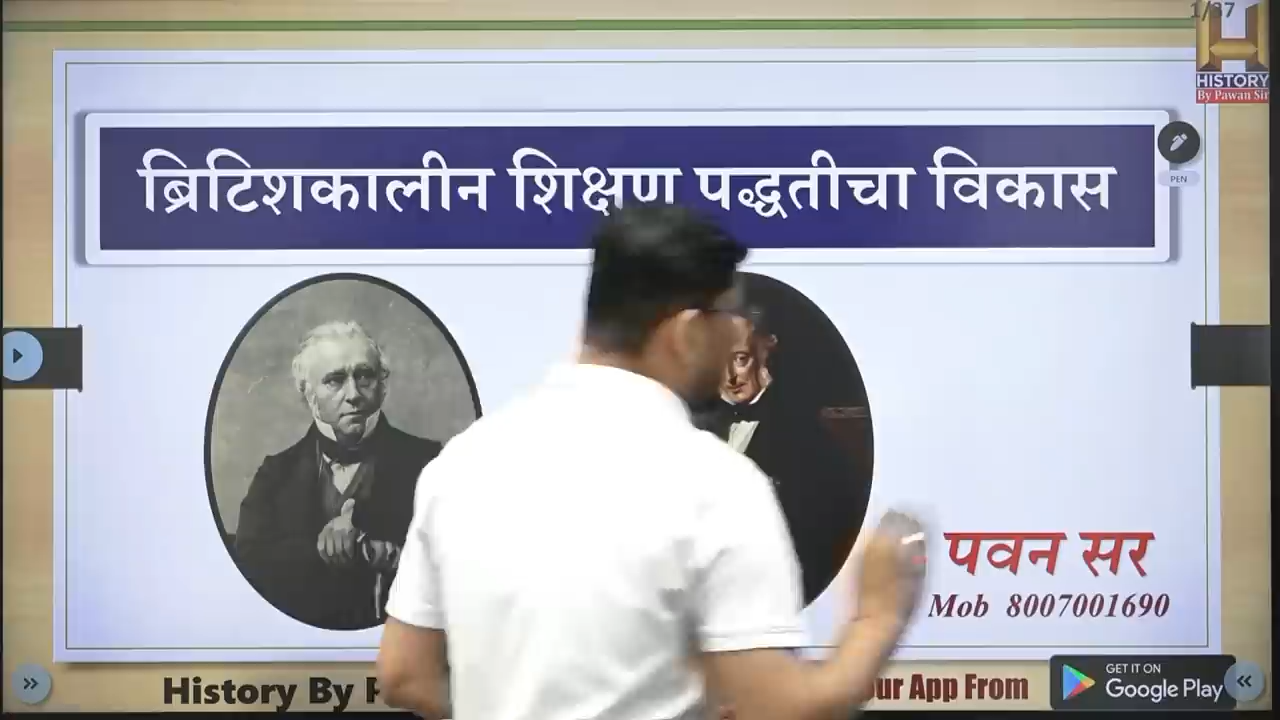 1/37
HISTORY
By Pawan Sir
ब्रिटिशकालीन शिक्षण पद्धतीचा विकास
PEN
पवन सर
Mob 8007001690
History By
App From
GET IT ON
Google Play